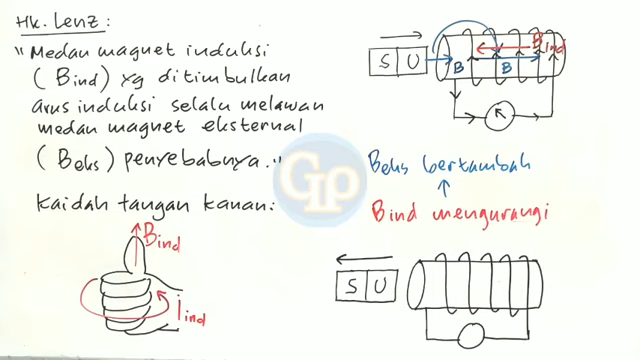 Hk. Lenz :
"Medan magnet induksi
(Bind) yg ditimbulkan
arus induksi selalu melawan
medan magnet eksternal
(Beks) penyebabnya."
Kaidah tangan kanan:
Bind
Iind
S U
B
B
Bind
Beks bertambah
Bind mengurangi
S U
GIP